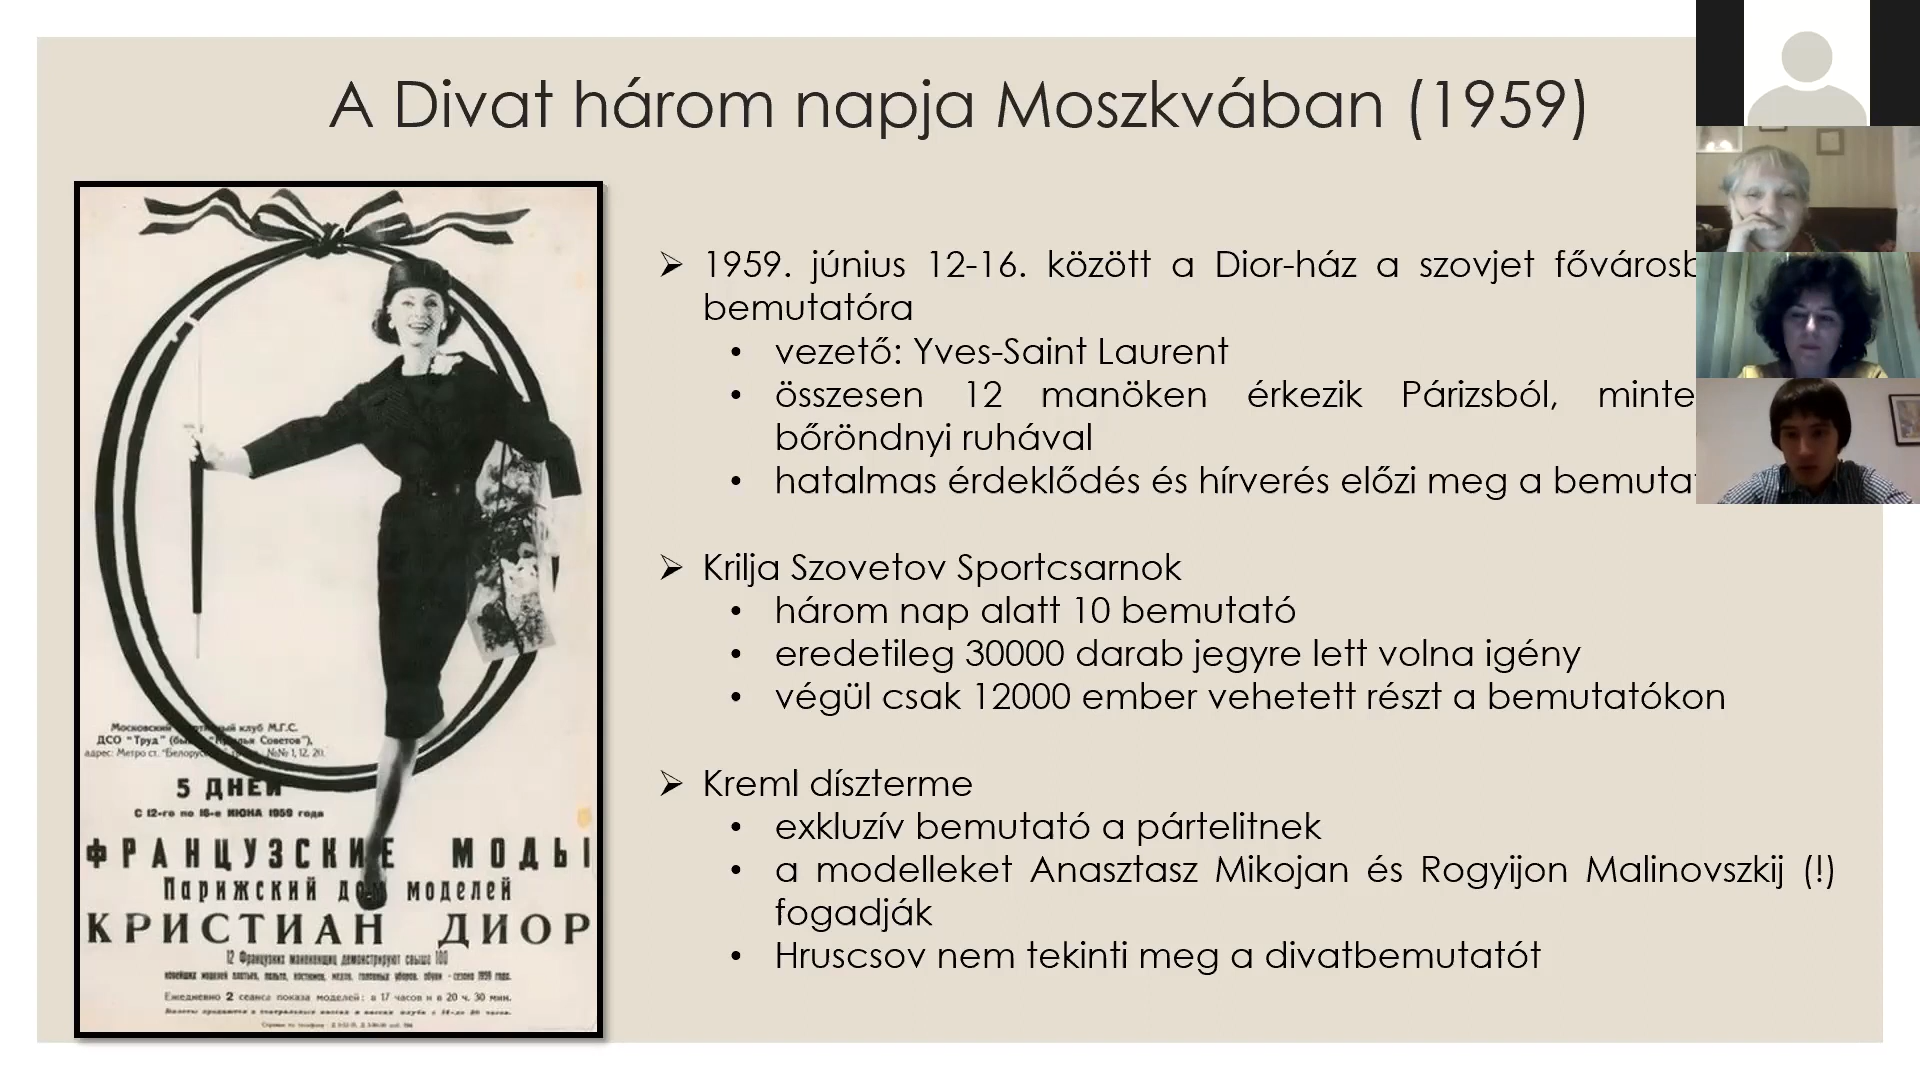 A Divat három napja Moszkvában (1959)
1959. június 12-16. között a Dior-ház a szovjet
bemutatóra
vezető: Yves-Saint Laurent
összesen 12 manöken érkezik Párizsból,
bőröndnyi ruhával
hatalmas érdeklődés és hírverés előzi meg a
Krilja Szovetov Sportcsarnok
három nap alatt 10 bemutató
eredetileg 30000 darab jegyre lett volna igény
végül csak 12000 ember vehetett részt a bemutatókon
Kreml díszterme
exkluzív bemutató a pártelitnek
a modelleket Anasztasz Mikojan és Rogyijon Malinovszkij (!)
fogadják
Hruscsov nem tekinti meg a divatbemutatót
Московский клуб М.Г.С.
ДСО "Труд" Советов"),
адрес: Метро ст. №№ 1, 12, 20.
5 ДНЕЙ
С 12-го по 16-е ИЮНА 1959 года
ФРАНЦУЗСКИЕ МОДЫ
Парижский дом моделей
КРИСТИАН ДИОР
12 Французких манекенщиц демонстрируют свыше 100
новейших моделей платьев, пальто, костюмов, мехов, головных уборов, обуви - сезона 1959 года.
Ежедневно 2 сеанса показа моделей: в 17 часов и в 20 ч. 30 мин.